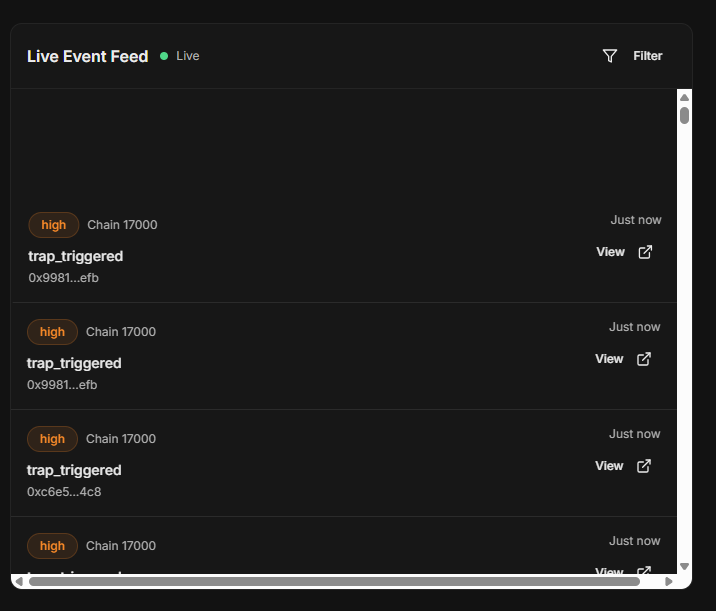 Live Event Feed Live Filter
high Chain 17000 Just now
trap_triggered View
0x9981...efb
high Chain 17000 Just now
trap_triggered View
0x9981...efb
high Chain 17000 Just now
trap_triggered View
0xc6e5...4c8
high Chain 17000 Just now
View